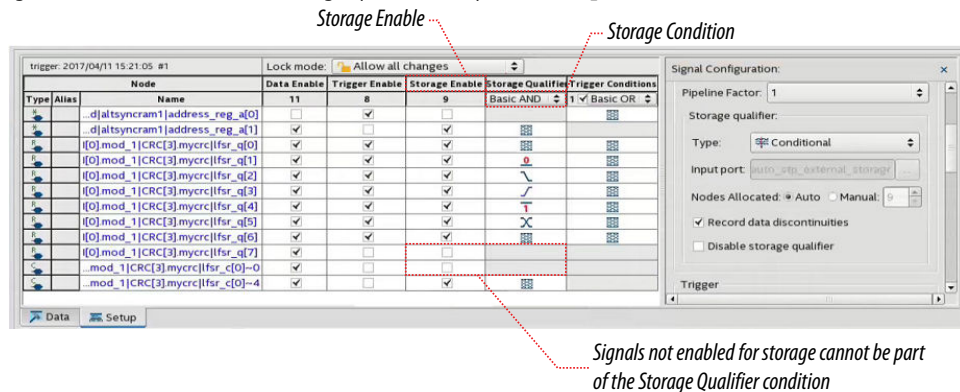 Storage Enable
Storage Condition
trigger: 2017/04/11 15:21:05 #1
Lock mode: Allow all changes
Node Data Enable Trigger Enable Storage Enable Storage Qualifier Trigger Conditions
Type Alias Name 11 8 9 Basic AND 1 Basic OR
...d|altsyncram1|address_reg_a[0]
...d|altsyncram1|address_reg_a[1]
l[0].mod_1|CRC[3].mycrc|lfsr_q[0]
l[0].mod_1|CRC[3].mycrc|lfsr_q[1] 0
l[0].mod_1|CRC[3].mycrc|lfsr_q[2]
l[0].mod_1|CRC[3].mycrc|lfsr_q[3]
l[0].mod_1|CRC[3].mycrc|lfsr_q[4] 1
l[0].mod_1|CRC[3].mycrc|lfsr_q[5]
l[0].mod_1|CRC[3].mycrc|lfsr_q[6]
l[0].mod_1|CRC[3].mycrc|lfsr_q[7]
...mod_1|CRC[3].mycrc|lfsr_c[0]~0
...mod_1|CRC[3].mycrc|lfsr_c[0]~4
Data Setup
Signal Configuration:
Pipeline Factor: 1
Storage qualifier:
Type: Conditional
Input port: auto_stp_external_storage ...
Nodes Allocated: Auto Manual: 9
Record data discontinuities
Disable storage qualifier
Trigger
Signals not enabled for storage cannot be part
of the Storage Qualifier condition